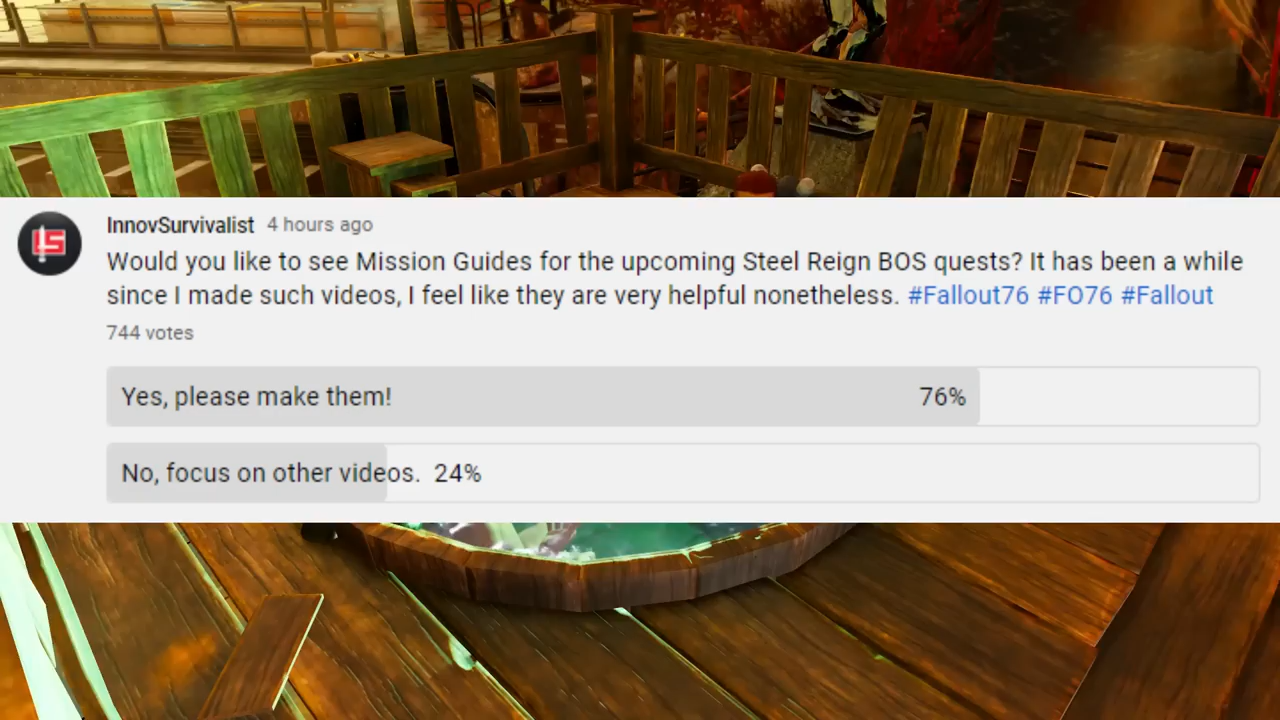 InnovSurvivalist 4 hours ago
Would you like to see Mission Guides for the upcoming Steel Reign BOS quests? It has been a while
since I made such videos, I feel like they are very helpful nonetheless. #Fallout76 #FO76 #Fallout
744 votes
Yes, please make them! 76%
No, focus on other videos. 24%